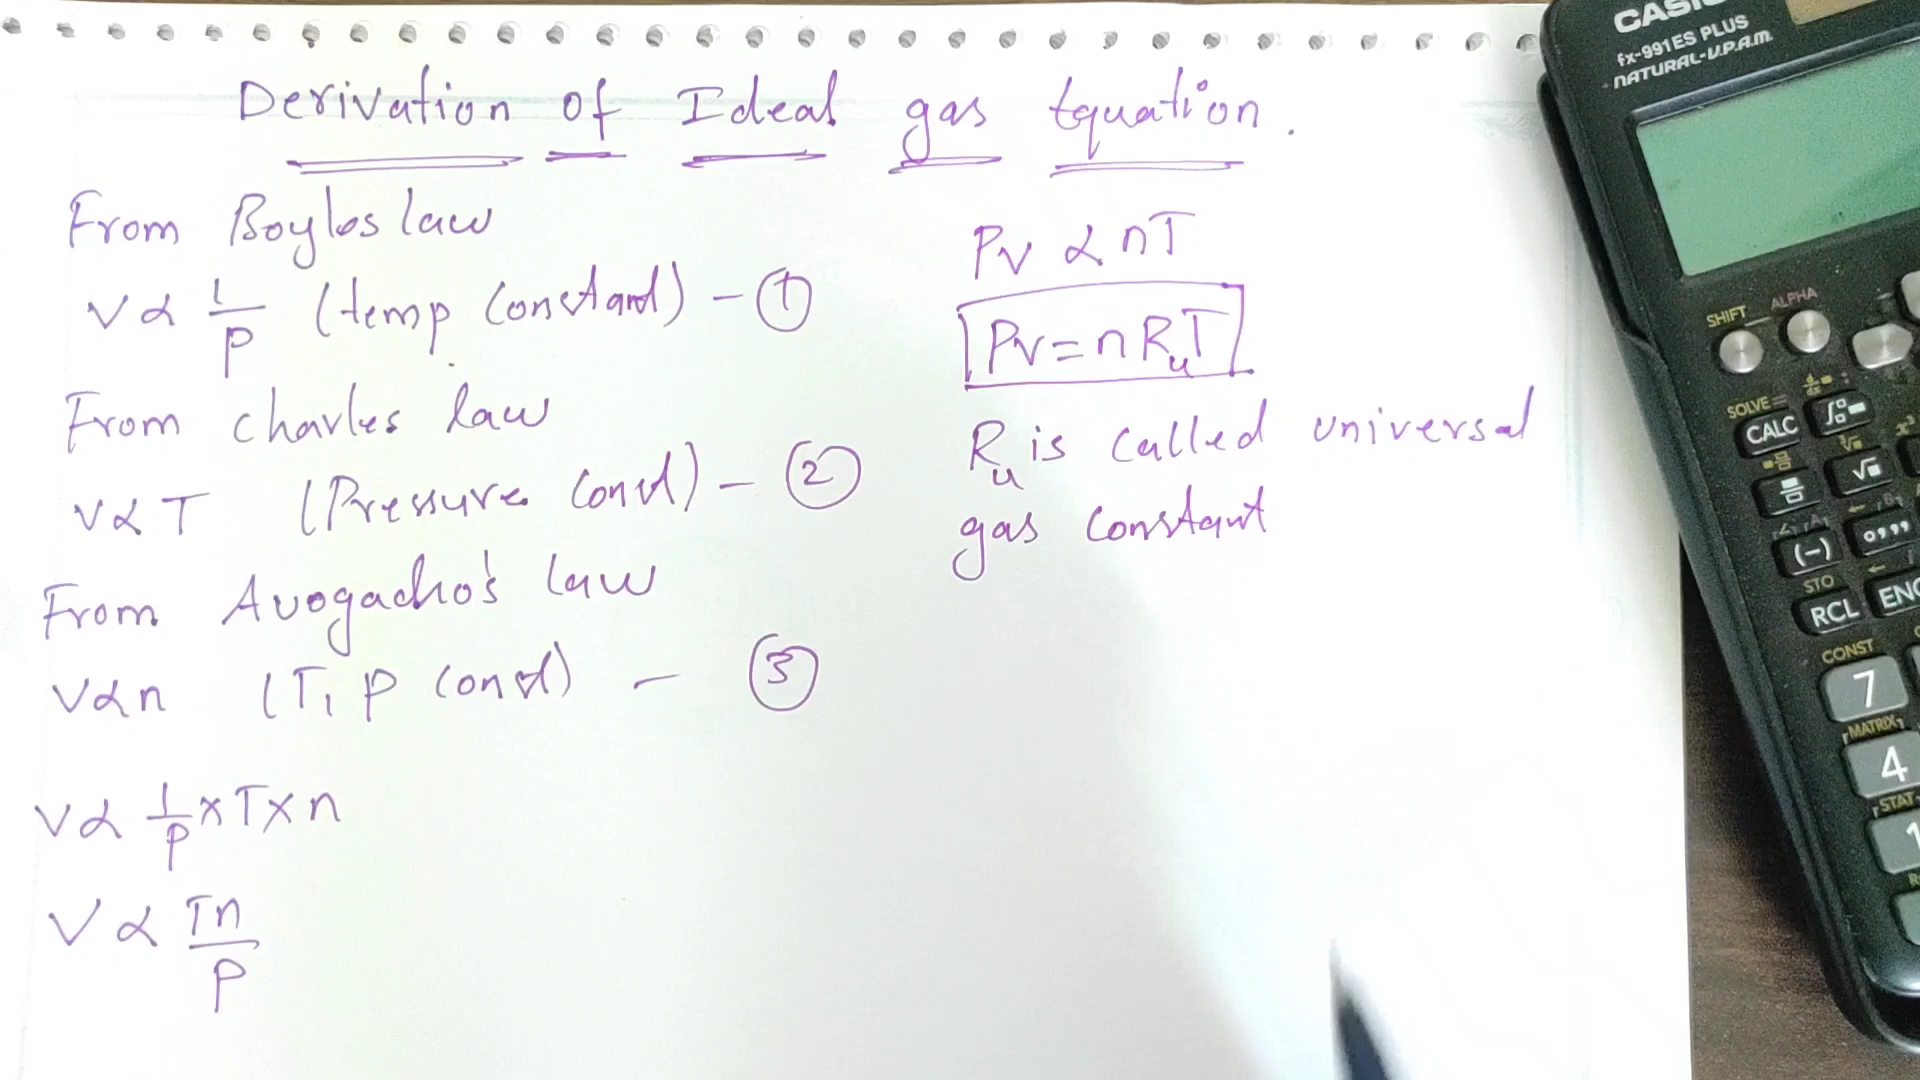 Derivation of Ideal gas Equation.
From Boyles law
V ∝ 1/P (temp constant) - ①
From charles law
V ∝ T (Pressure const) - ②
From Avogadro's law
V ∝ n (T, P const) - ③
V ∝ 1/P × T × n
V ∝ Tn/P
PV ∝ nT
PV = nRuT
Ru is called universal
gas constant
CASIO
fx-991ES PLUS
NATURAL-V.P.A.M.
SHIFT ALPHA
SOLVE =
CALC
STO
RCL ENG
CONST
7
MATRIX
4
STAT
1